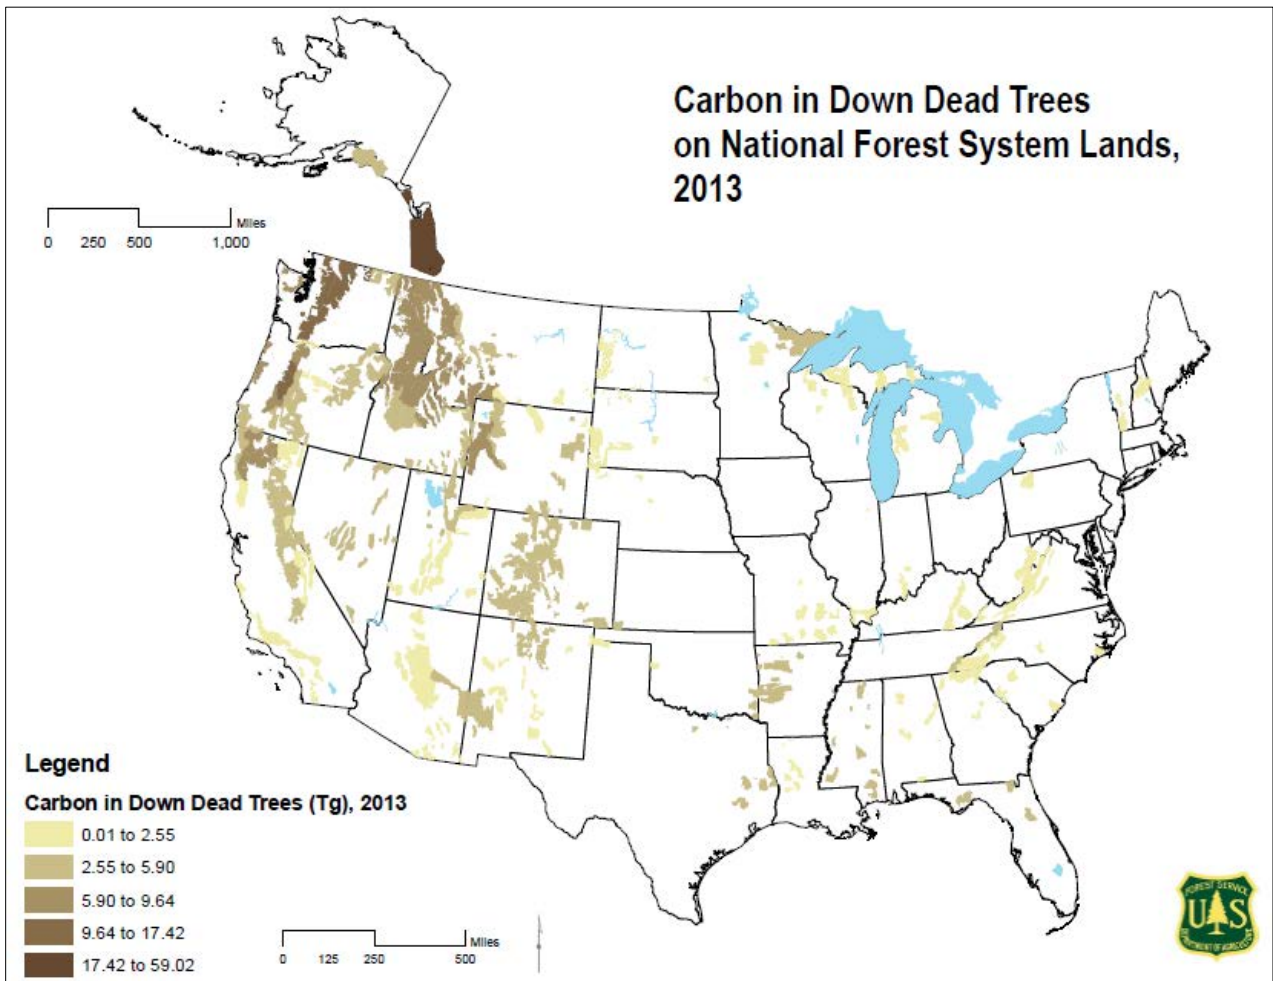 Carbon in Down Dead Trees
on National Forest System Lands,
2013
Miles
0 250 500 1,000
Legend
Carbon in Down Dead Trees (Tg), 2013
0.01 to 2.55
2.55 to 5.90
5.90 to 9.64
9.64 to 17.42
17.42 to 59.02
Miles
0 125 250 500
FOREST SERVICE
U S
DEPARTMENT OF AGRICULTURE